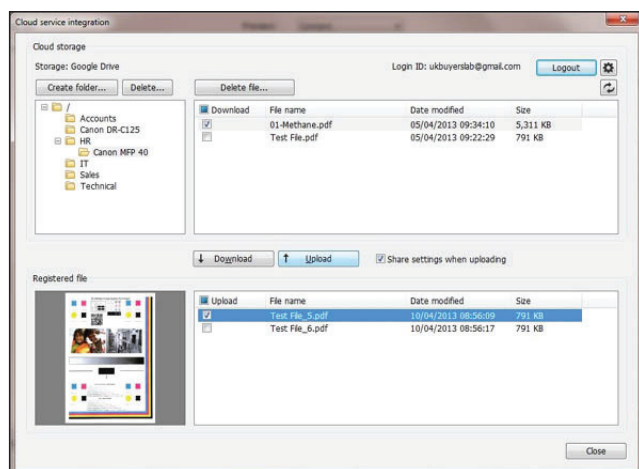 Cloud service integration
Cloud storage
Storage: Google Drive
Login ID: ukbuyerslab@gmail.com
Logout
Create folder...
Delete...
Delete file...
/
Accounts
Canon DR-C125
HR
Canon MFP 40
IT
Sales
Technical
Download File name Date modified Size
01-Methane.pdf 05/04/2013 09:34:10 5,311 KB
Test File.pdf 05/04/2013 09:22:29 791 KB
Download
Upload
Share settings when uploading
Registered file
Upload File name Date modified Size
Test File_5.pdf 10/04/2013 08:56:09 791 KB
Test File_6.pdf 10/04/2013 08:56:17 791 KB
Close